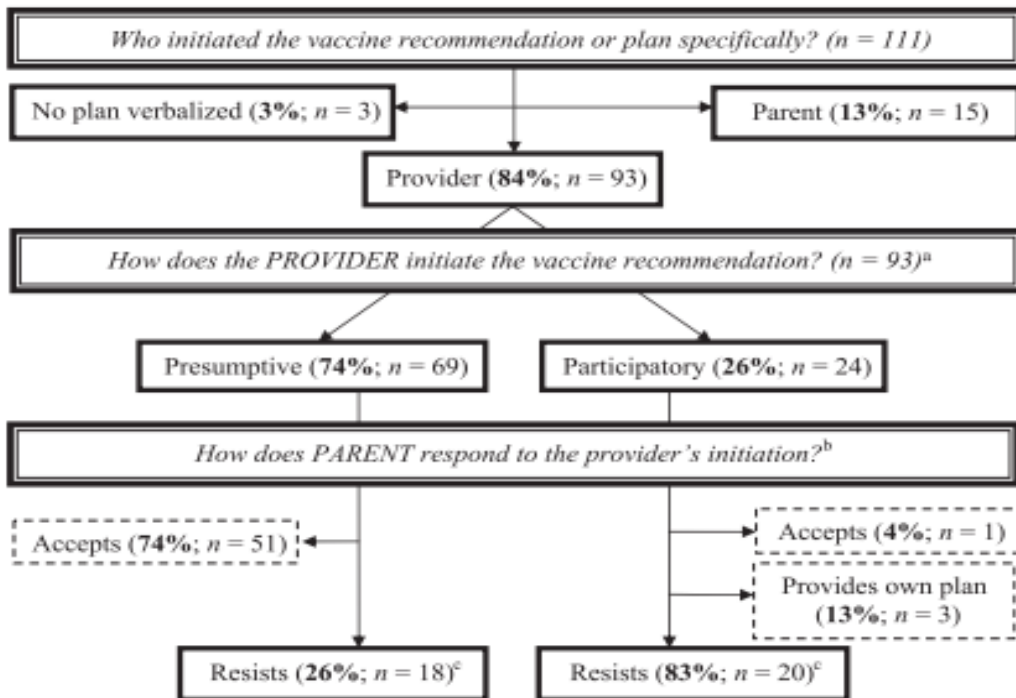 Who initiated the vaccine recommendation or plan specifically? (n = 111)
No plan verbalized (3%; n = 3)
Parent (13%; n = 15)
Provider (84%; n = 93)
How does the PROVIDER initiate the vaccine recommendation? (n = 93)ᵃ
Presumptive (74%; n = 69)
Participatory (26%; n = 24)
How does PARENT respond to the provider's initiation?ᵇ
Accepts (74%; n = 51)
Accepts (4%; n = 1)
Provides own plan
(13%; n = 3)
Resists (26%; n = 18)ᶜ
Resists (83%; n = 20)ᶜ